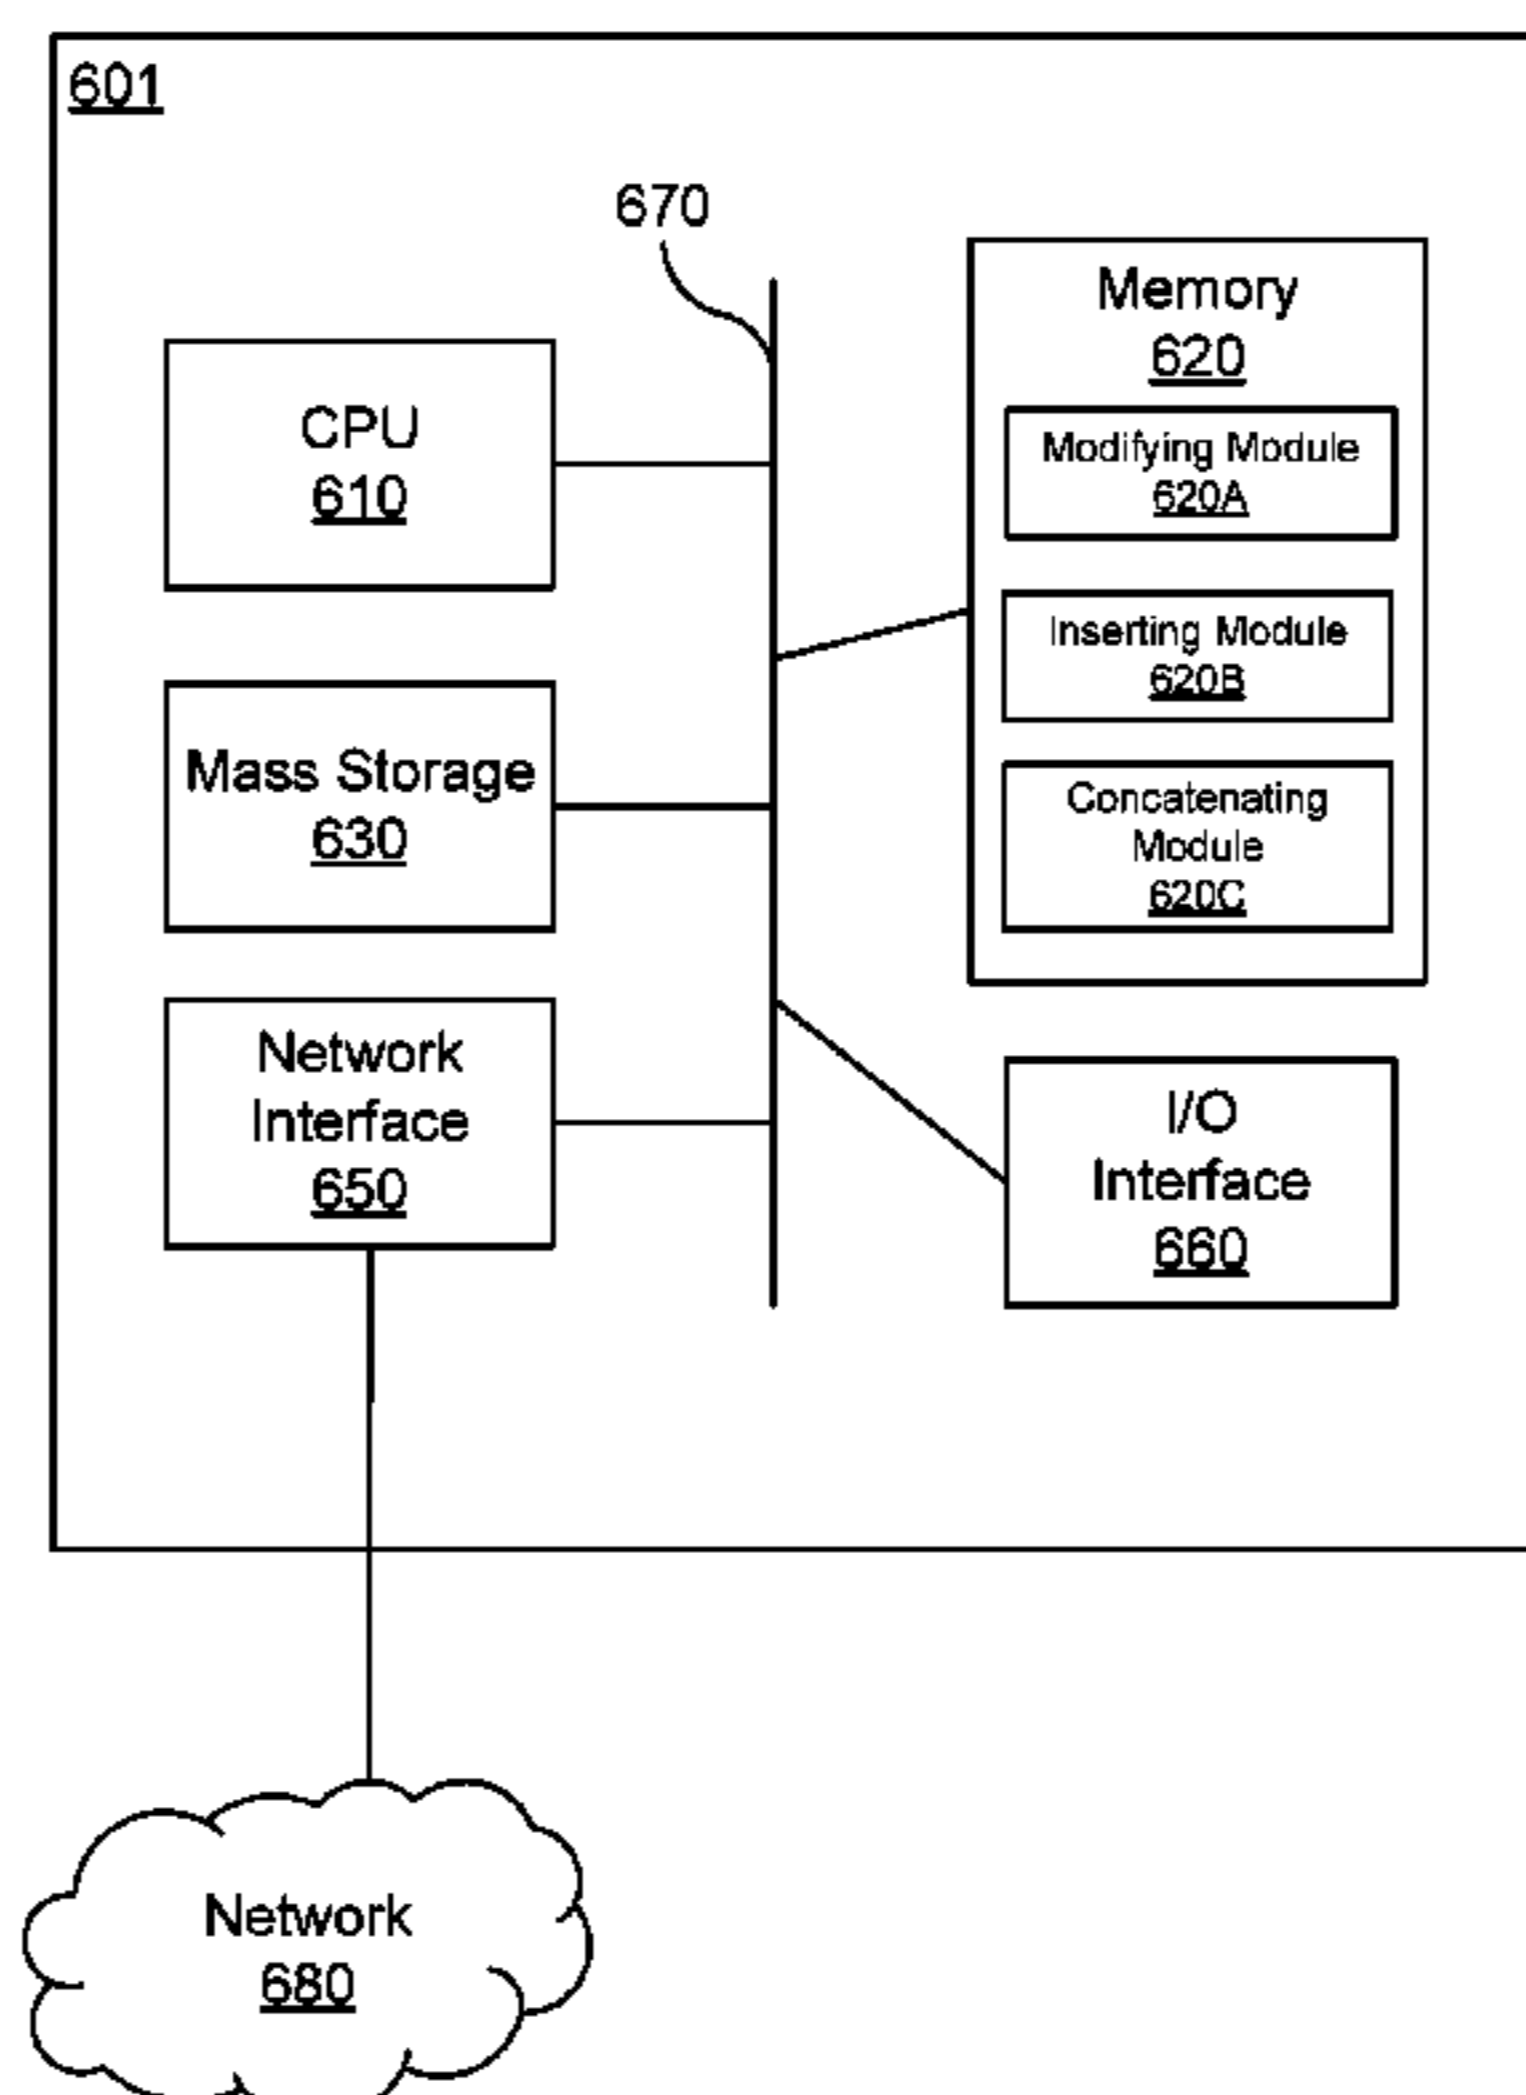 601
670
CPU
610
Memory
620
Modifying Module
620A
Inserting Module
620B
Concatenating
Module
620C
Mass Storage
630
Network
Interface
650
I/O
Interface
660
Network
680